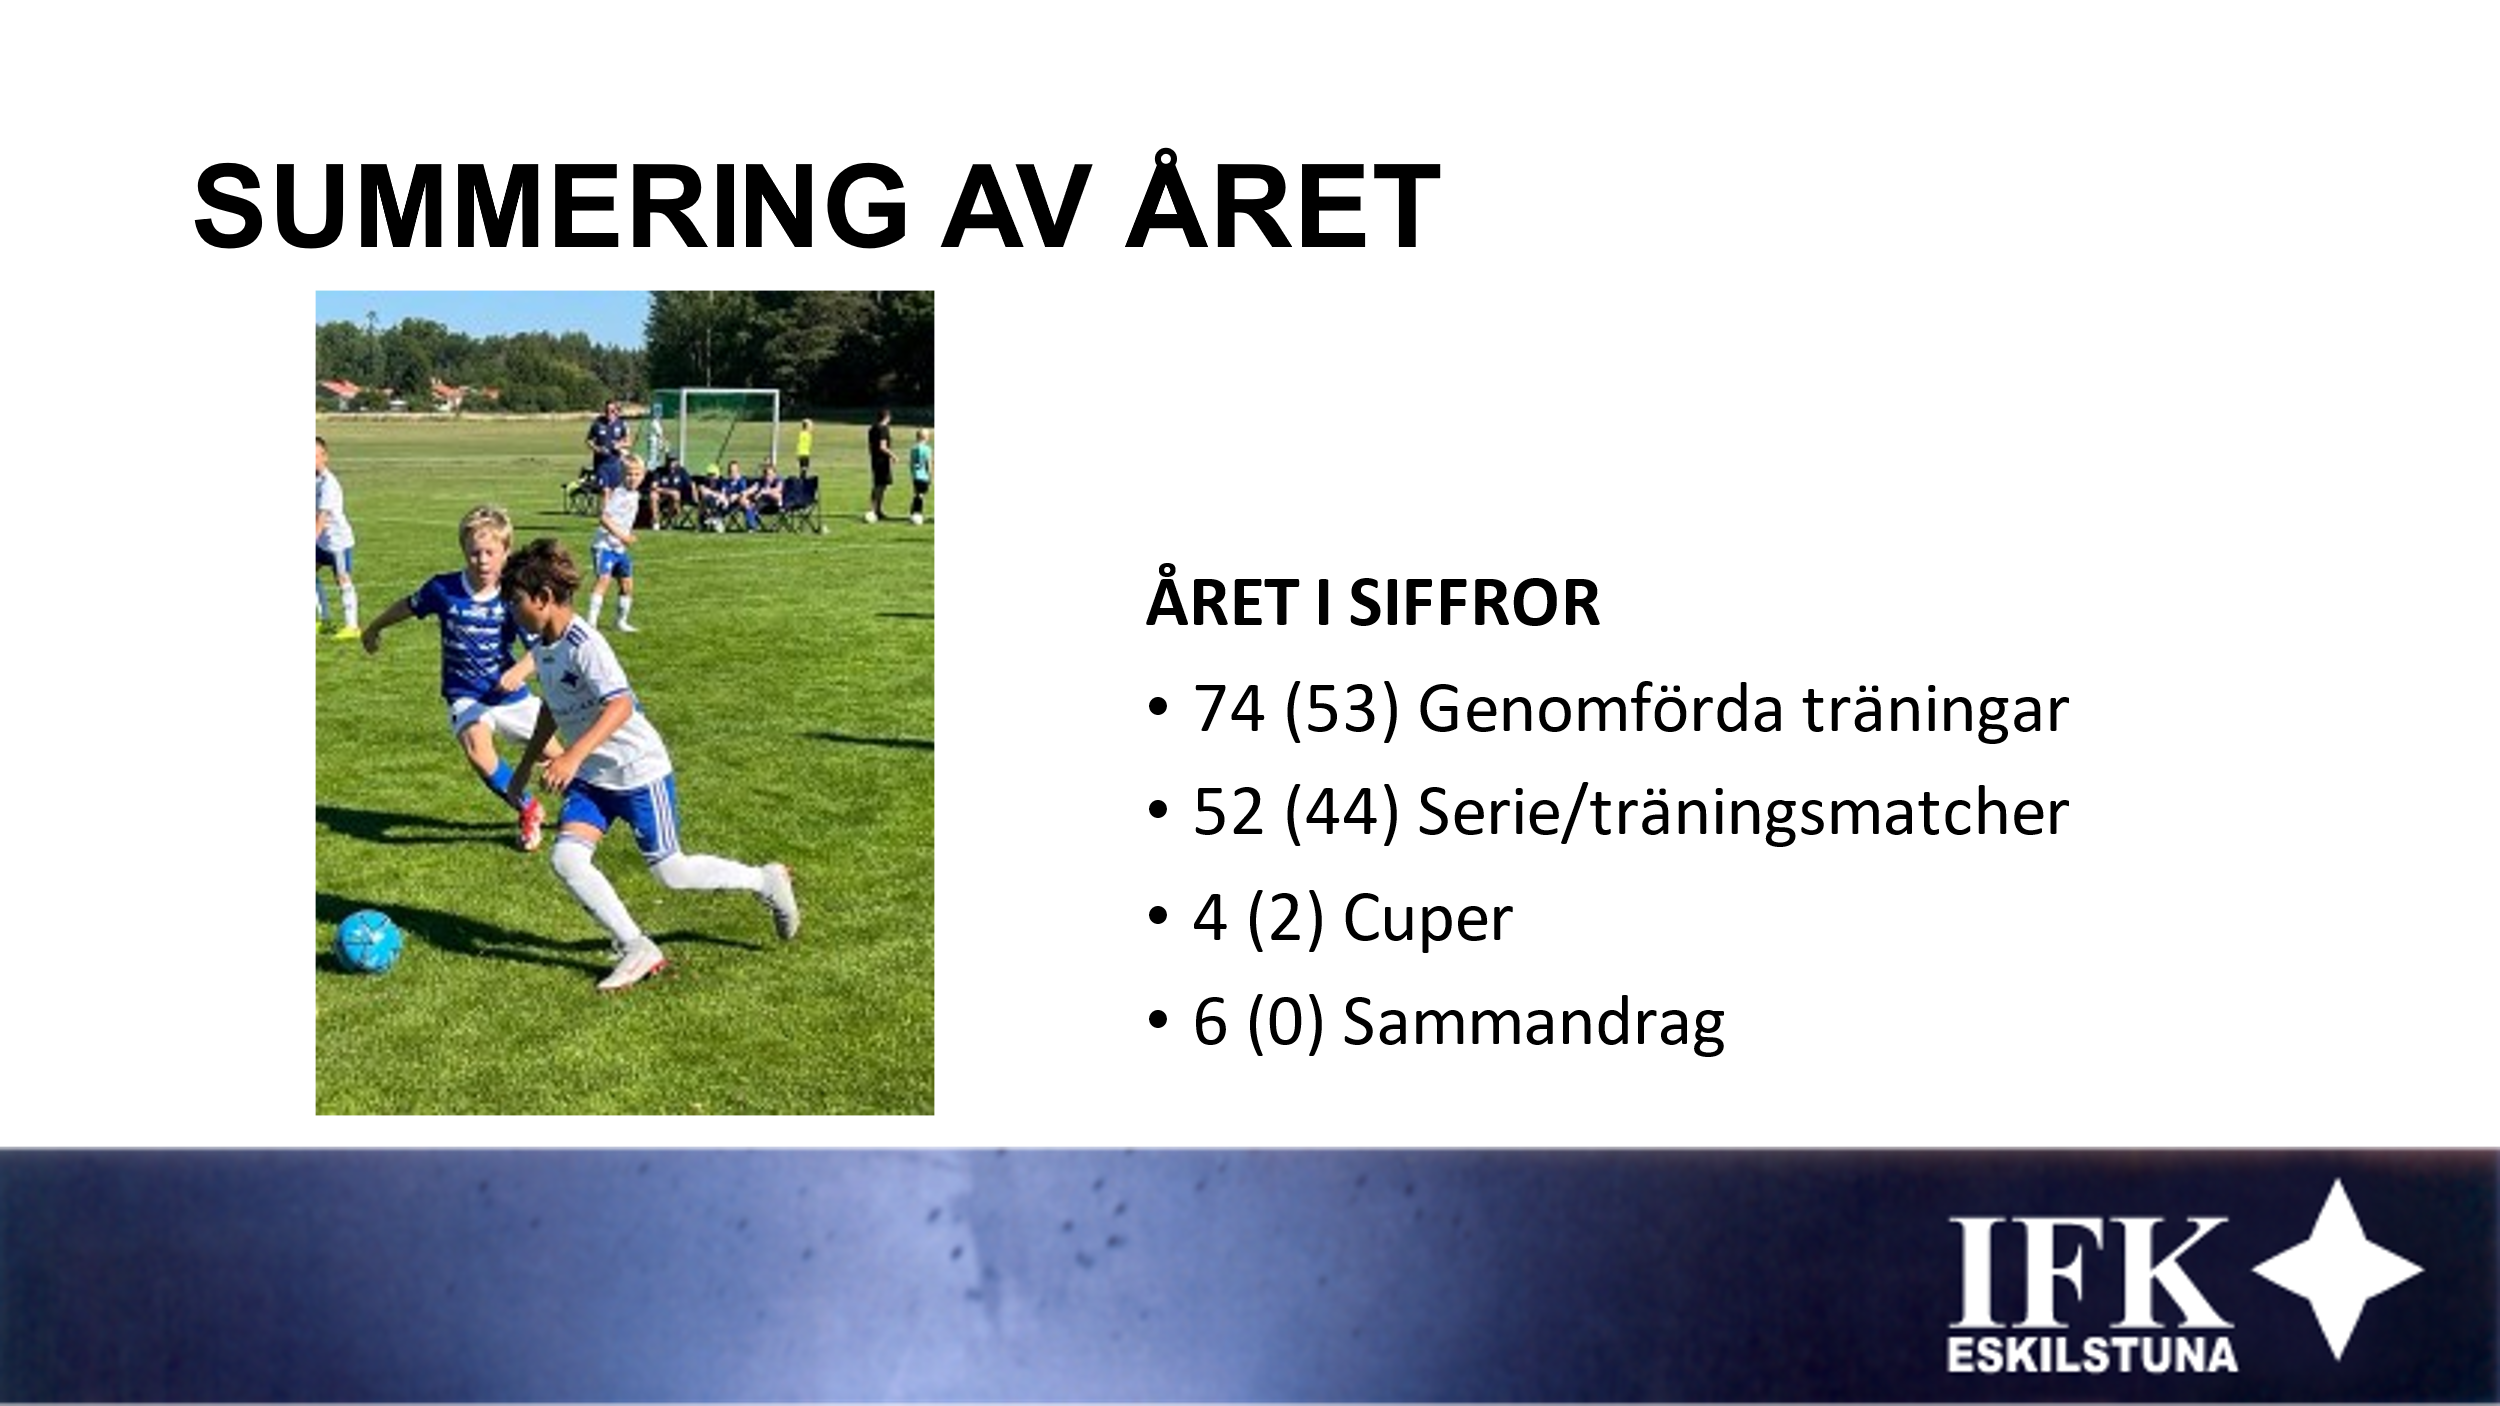 SUMMERING AV ÅRET
ÅRET I SIFFROR
• 74 (53) Genomförda träningar
• 52 (44) Serie/träningsmatcher
• 4 (2) Cuper
• 6 (0) Sammandrag
IFK
ESKILSTUNA